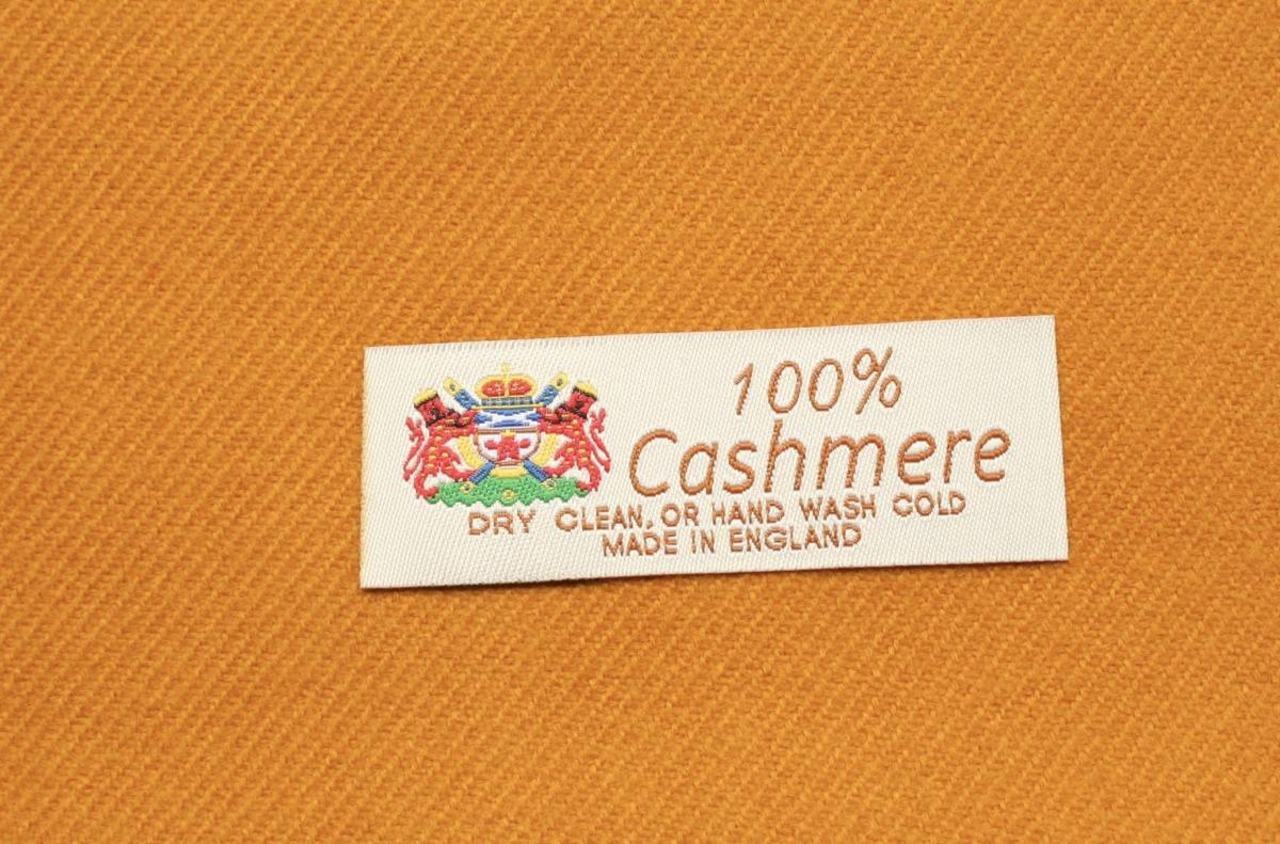 100%
Cashmere
DRY CLEAN, OR HAND WASH COLD
MADE IN ENGLAND